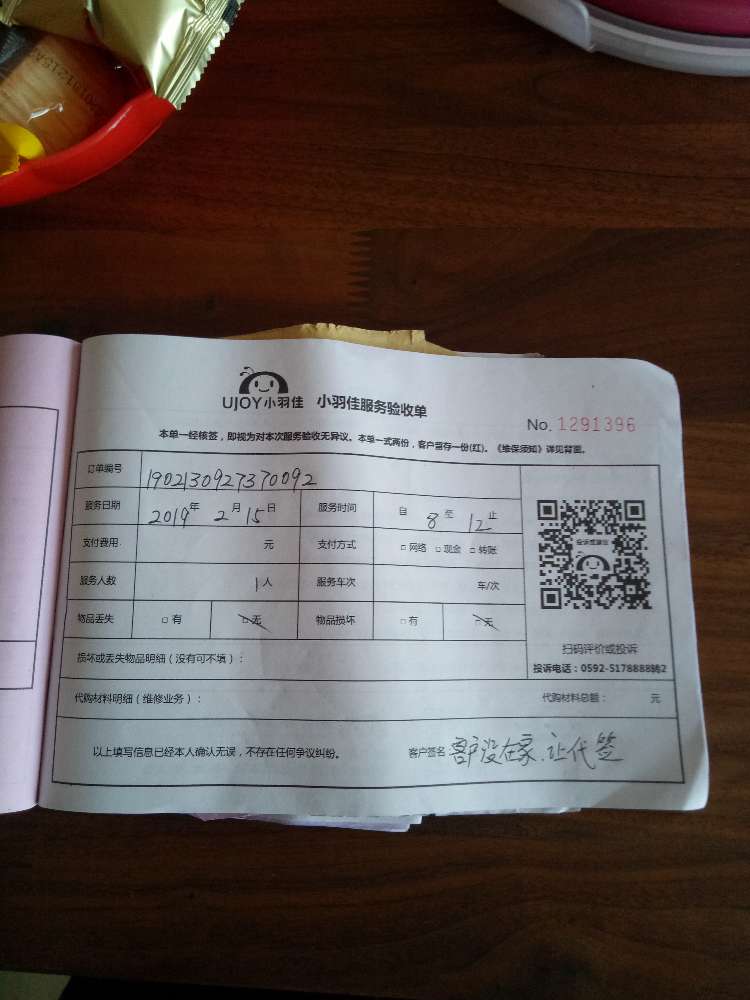 UJOY小羽佳 小羽佳服务验收单
No. 1291396
本单一经核签，即视为对本次服务验收无异议。本单一式两份，客户留存一份(红)。《维保须知》详见背面。
订单编号 190213092737 0092
服务日期 2019年 2月 15日 服务时间 自 8 至 12 止
支付费用 元 支付方式 □ 网络 □ 现金 □ 转账
服务人数 1人 服务车次 车/次
物品丢失 □ 有 □ 无 物品损坏 □ 有 □ 无
投诉或建议
扫码评价或投诉
损坏或丢失物品明细（没有可不填）：
投诉电话：0592-5178888转2
代购材料明细（维修业务）： 代购材料总额： 元
以上填写信息已经本人确认无误，不存在任何争议纠纷。 客户签名 客户没在家、让代签